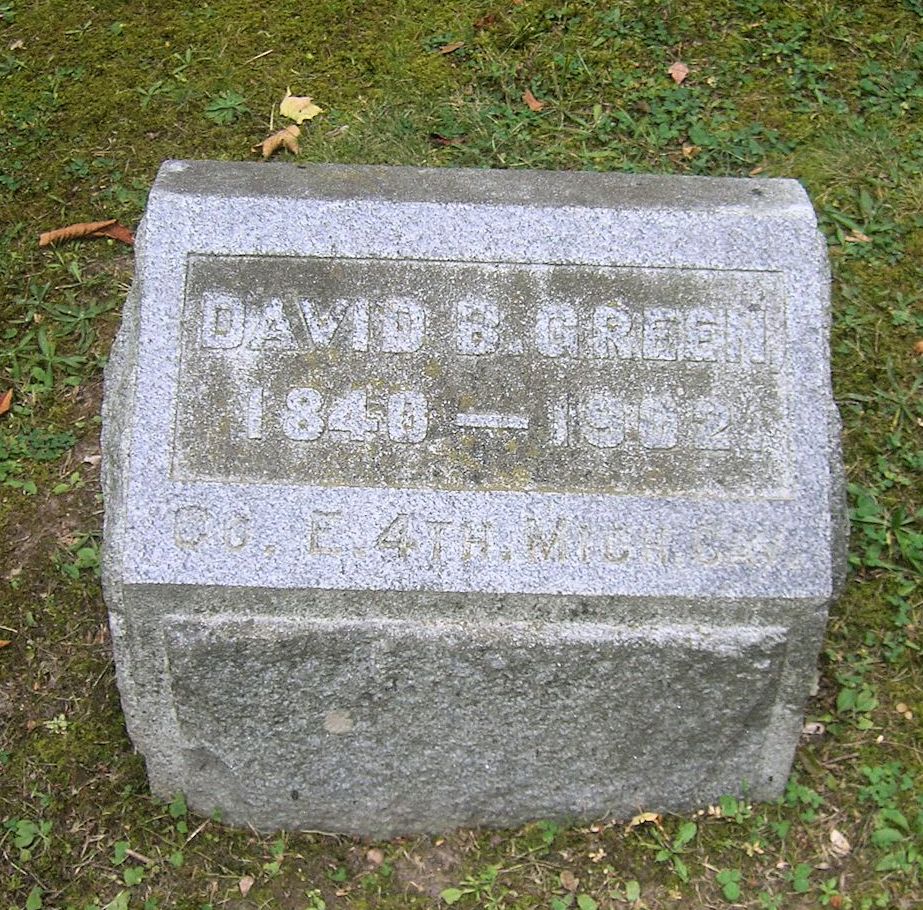 DAVID B. GREEN
1840 — 1902.
CO. E. 4TH. MICH. CAV.